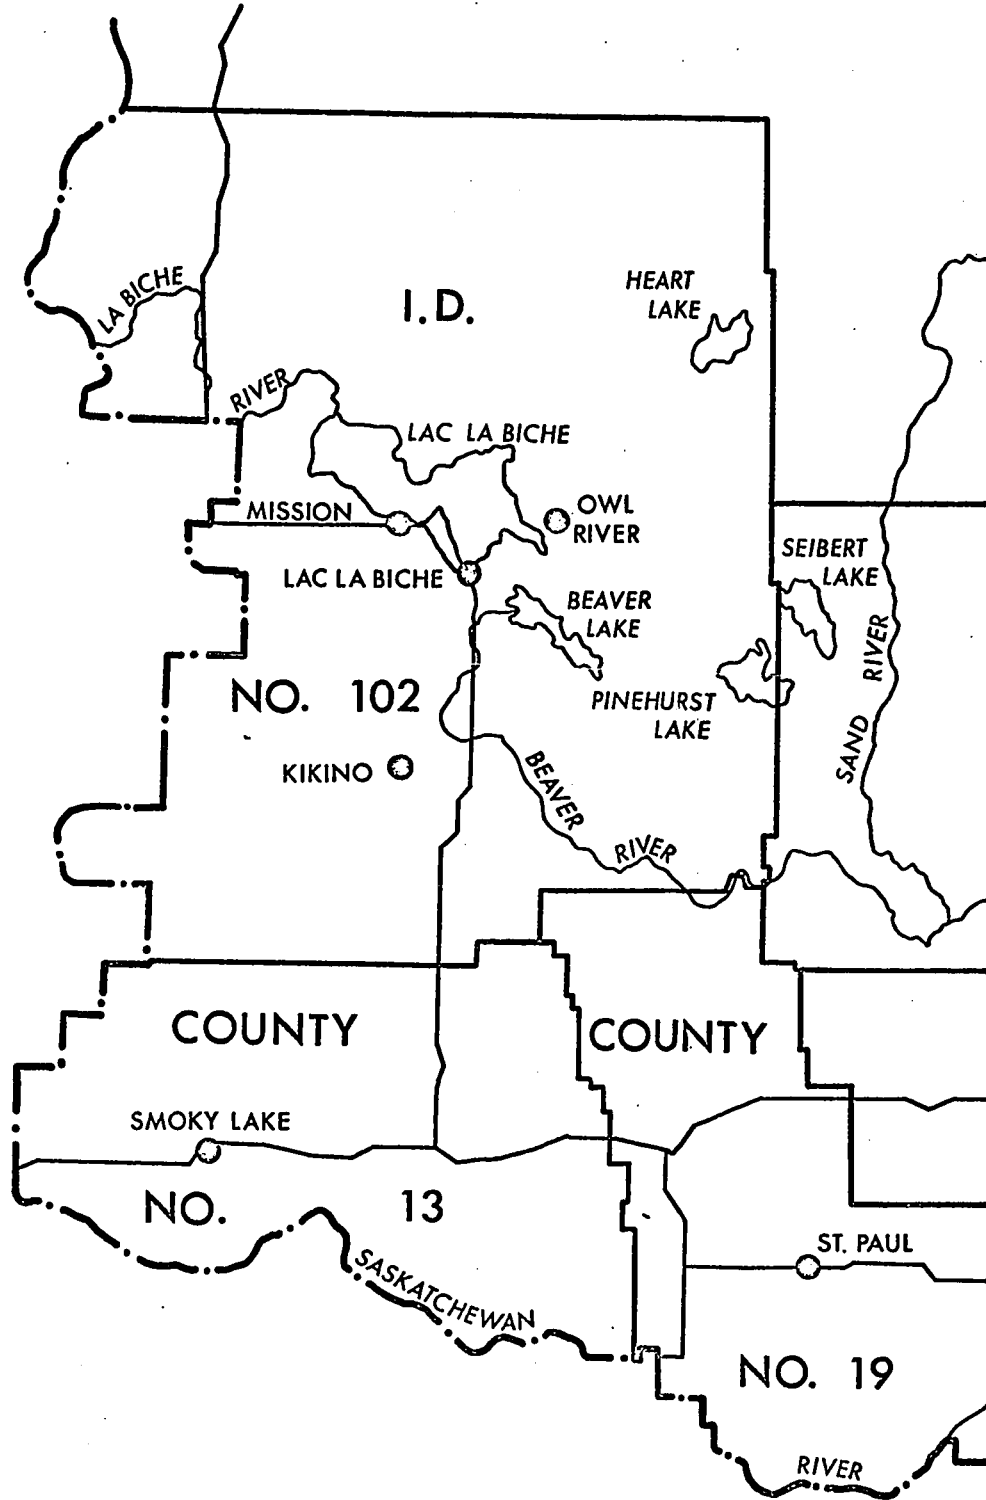 LA BICHE
RIVER
I.D.
HEART
LAKE
LAC LA BICHE
MISSION
OWL
RIVER
LAC LA BICHE
SEIBERT
LAKE
BEAVER
LAKE
NO. 102
PINEHURST
LAKE
SAND RIVER
KIKINO
BEAVER
RIVER
COUNTY
COUNTY
SMOKY LAKE
NO. 13
ST. PAUL
SASKATCHEWAN
NO. 19
RIVER